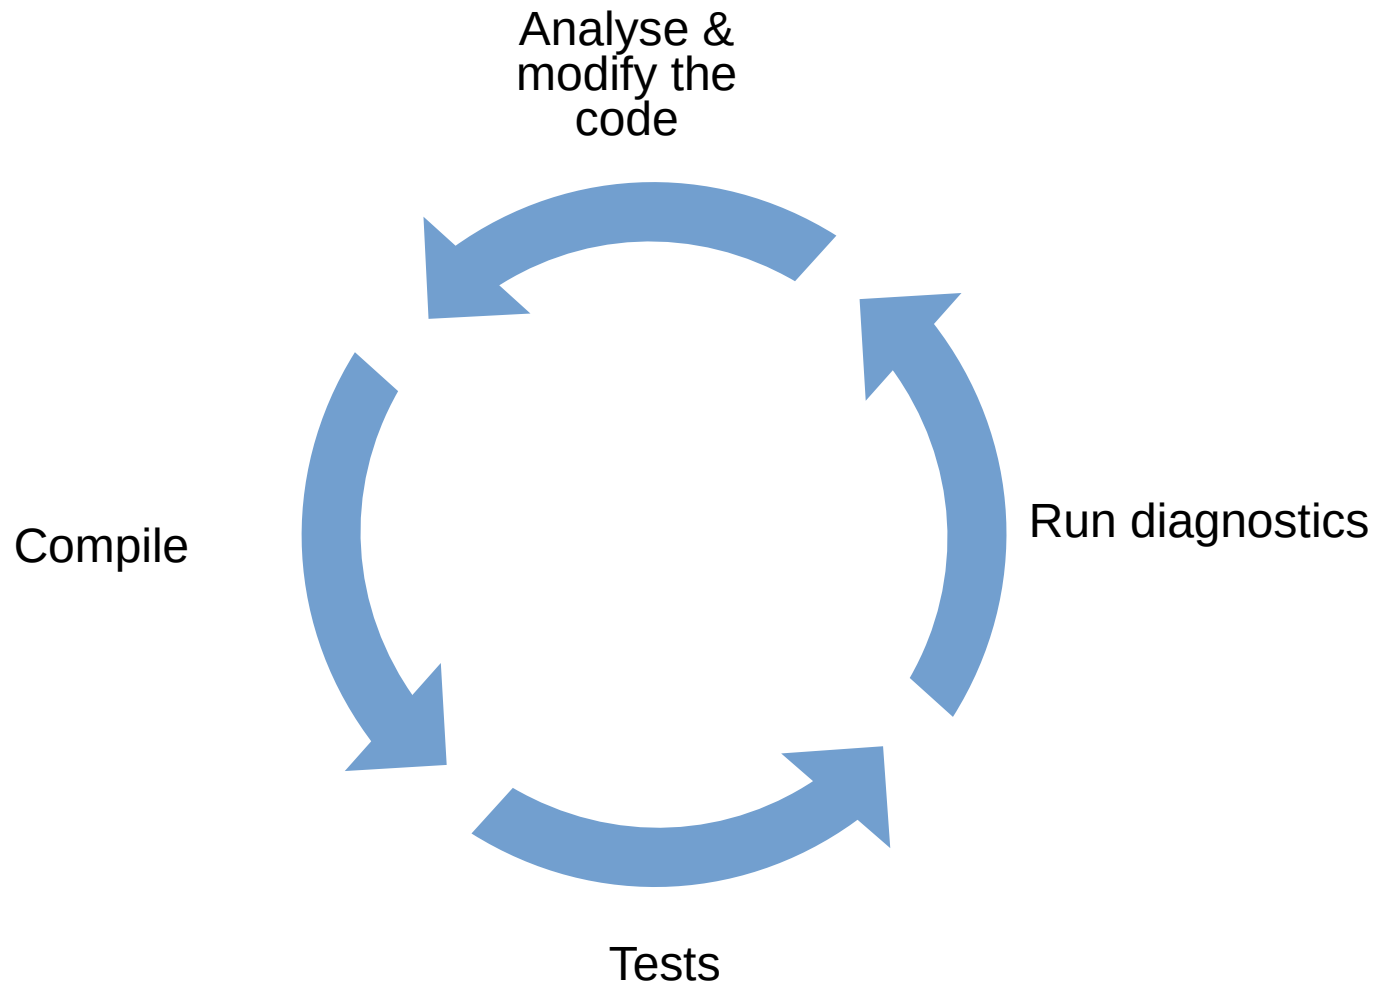 Analyse &
modify the
code
Run diagnostics
Compile
Tests